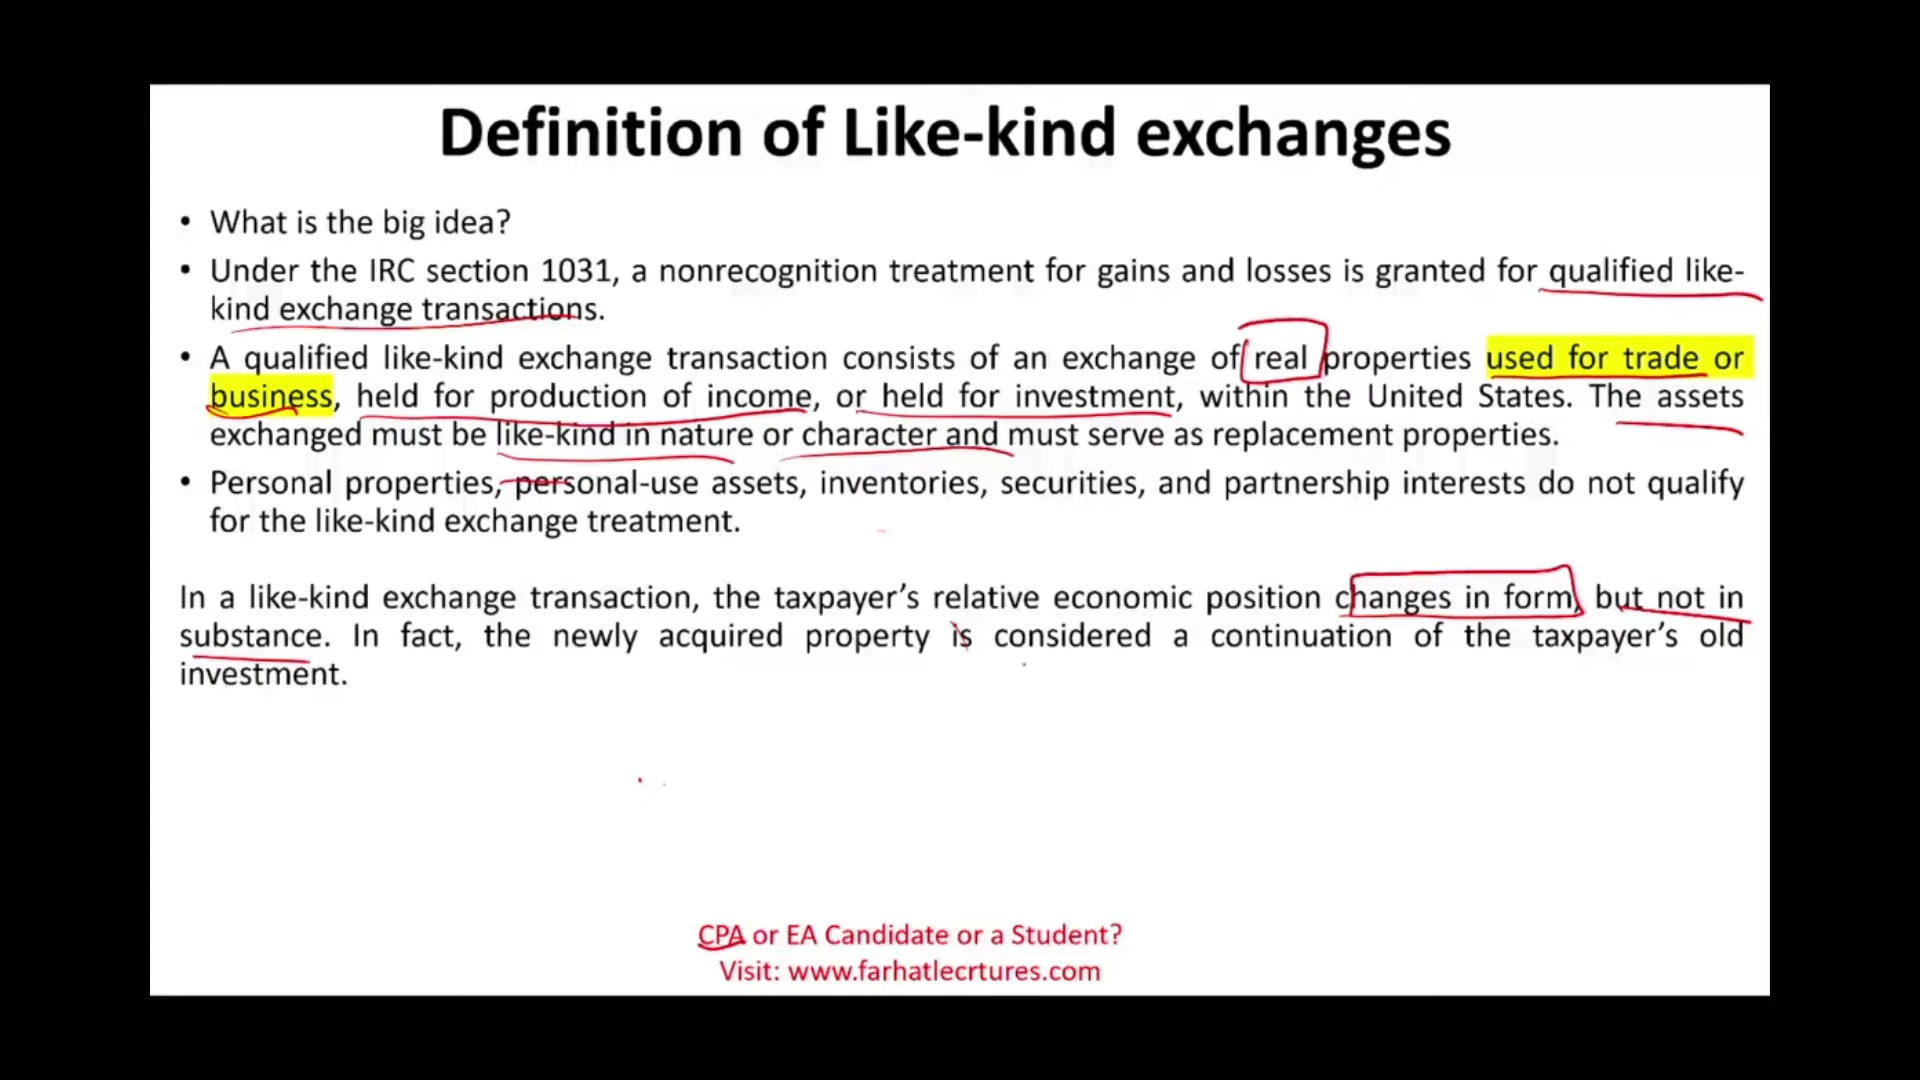 Definition of Like-kind exchanges
• What is the big idea?
• Under the IRC section 1031, a nonrecognition treatment for gains and losses is granted for qualified like-
kind exchange transactions.
• A qualified like-kind exchange transaction consists of an exchange of real properties used for trade or
business, held for production of income, or held for investment, within the United States. The assets
exchanged must be like-kind in nature or character and must serve as replacement properties.
• Personal properties, personal-use assets, inventories, securities, and partnership interests do not qualify
for the like-kind exchange treatment.
In a like-kind exchange transaction, the taxpayer’s relative economic position changes in form, but not in
substance. In fact, the newly acquired property is considered a continuation of the taxpayer’s old
investment.
CPA or EA Candidate or a Student?
Visit: www.farhatlecrtures.com